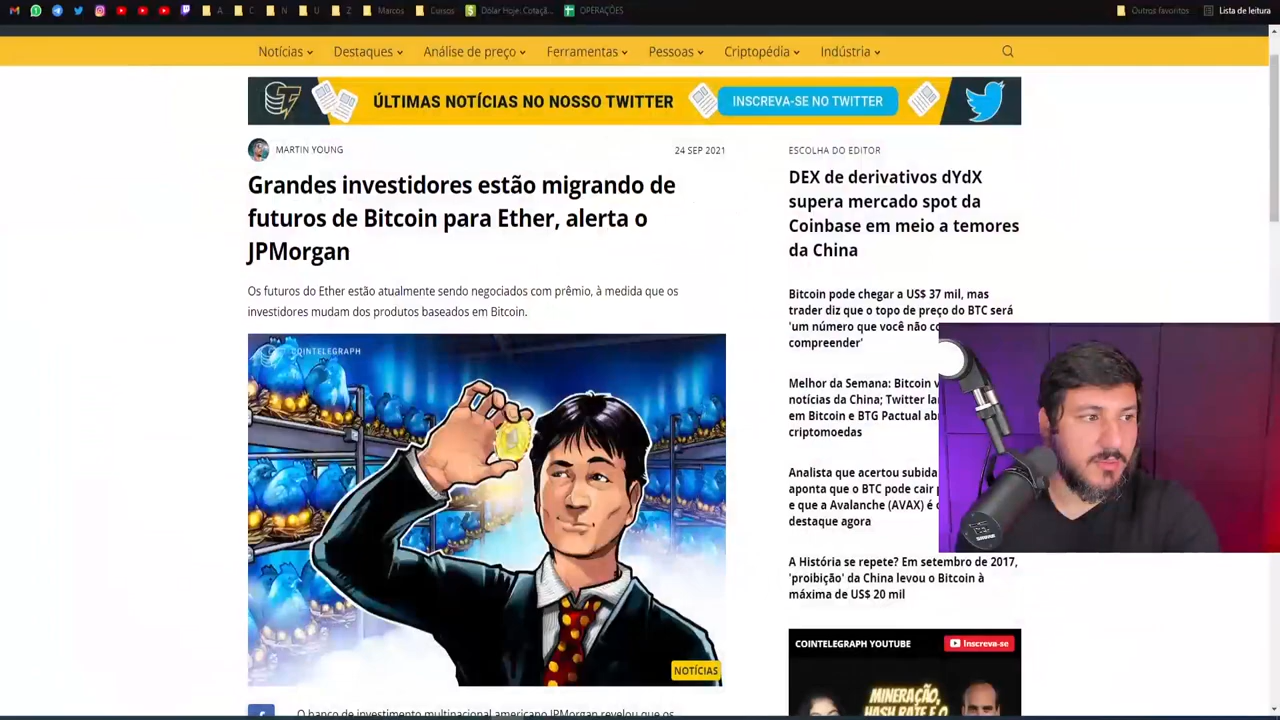 A
C
N
U
Z
Marcos
Cursos
Dólar Hoje: Cotaçã...
OPERAÇÕES
Outros favoritos
Lista de leitura
Notícias
Destaques
Análise de preço
Ferramentas
Pessoas
Criptopédia
Indústria
ÚLTIMAS NOTÍCIAS NO NOSSO TWITTER
INSCREVA-SE NO TWITTER
MARTIN YOUNG
24 SEP 2021
Grandes investidores estão migrando de
futuros de Bitcoin para Ether, alerta o
JPMorgan
Os futuros do Ether estão atualmente sendo negociados com prêmio, à medida que os
investidores mudam dos produtos baseados em Bitcoin.
COINTELEGRAPH
NOTÍCIAS
O banco de investimento multinacional americano JPMorgan revelou que os
ESCOLHA DO EDITOR
DEX de derivativos dYdX
supera mercado spot da
Coinbase em meio a temores
da China
Bitcoin pode chegar a US$ 37 mil, mas
trader diz que o topo de preço do BTC será
'um número que você não
compreender'
Melhor da Semana: Bitcoin
notícias da China; Twitter
em Bitcoin e BTG Pactual
criptomoedas
Analista que acertou subida
aponta que o BTC pode cair
e que a Avalanche (AVAX) é
destaque agora
A História se repete? Em setembro de 2017,
'proibição' da China levou o Bitcoin à
máxima de US$ 20 mil
COINTELEGRAPH YOUTUBE
Inscreva-se
MINERAÇÃO,
HASH RATE E O